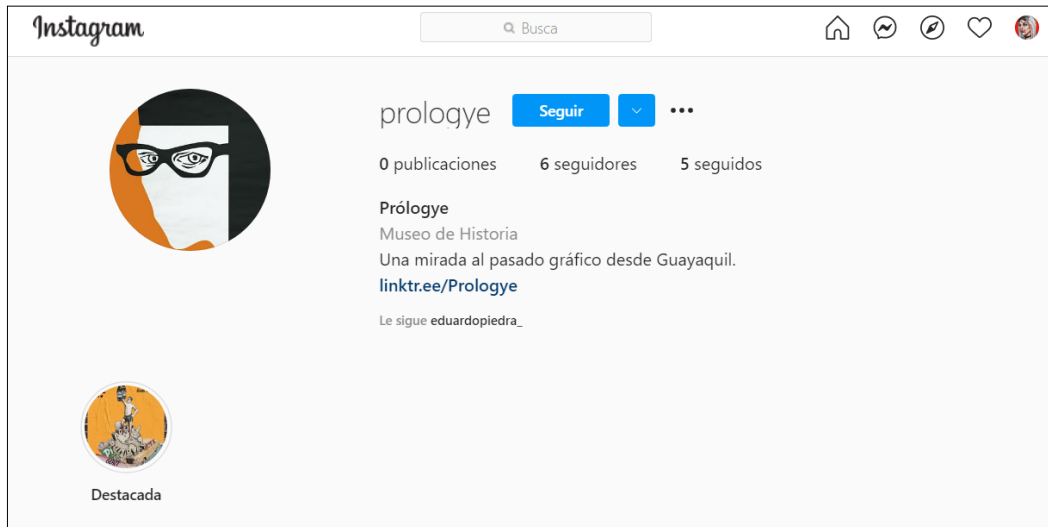 Instagram
Busca
prologye Seguir
0 publicaciones 6 seguidores 5 seguidos
Prólogye
Museo de Historia
Una mirada al pasado gráfico desde Guayaquil.
linktr.ee/Prologye
Le sigue eduardopiedra_
Destacada